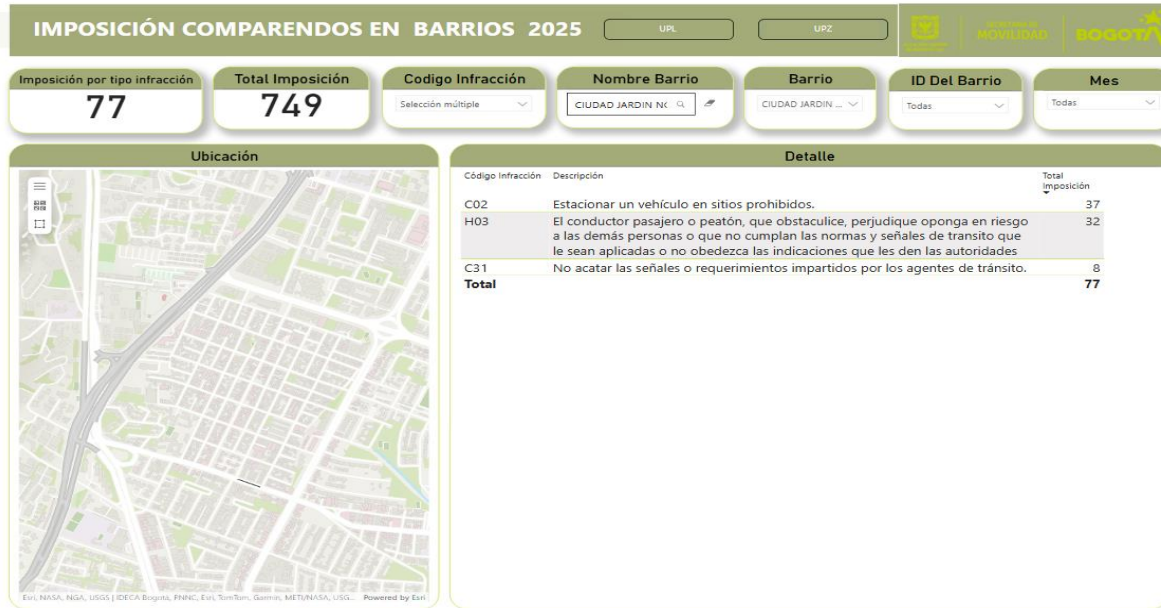 IMPOSICIÓN COMPARENDOS EN BARRIOS 2025
UPL
UPZ
MOVILIDAD
BOGOTÁ
Imposición por tipo infracción
77
Total Imposición
749
Codigo Infracción
Selección múltiple
Nombre Barrio
CIUDAD JARDIN NO
Barrio
CIUDAD JARDIN ...
ID Del Barrio
Todas
Mes
Todas
Ubicación
Esri, NASA, NGA, USGS | IDECA Bogotá, PNNC, Esri, TomTom, Garmin, METI/NASA, USG... Powered by Esri
Detalle
Código Infracción Descripción Total
Imposición
C02 Estacionar un vehículo en sitios prohibidos. 37
H03 El conductor pasajero o peatón, que obstaculice, perjudique oponga en riesgo 32
a las demás personas o que no cumplan las normas y señales de transito que
le sean aplicadas o no obedezca las indicaciones que les den las autoridades
C31 No acatar las señales o requerimientos impartidos por los agentes de tránsito. 8
Total 77